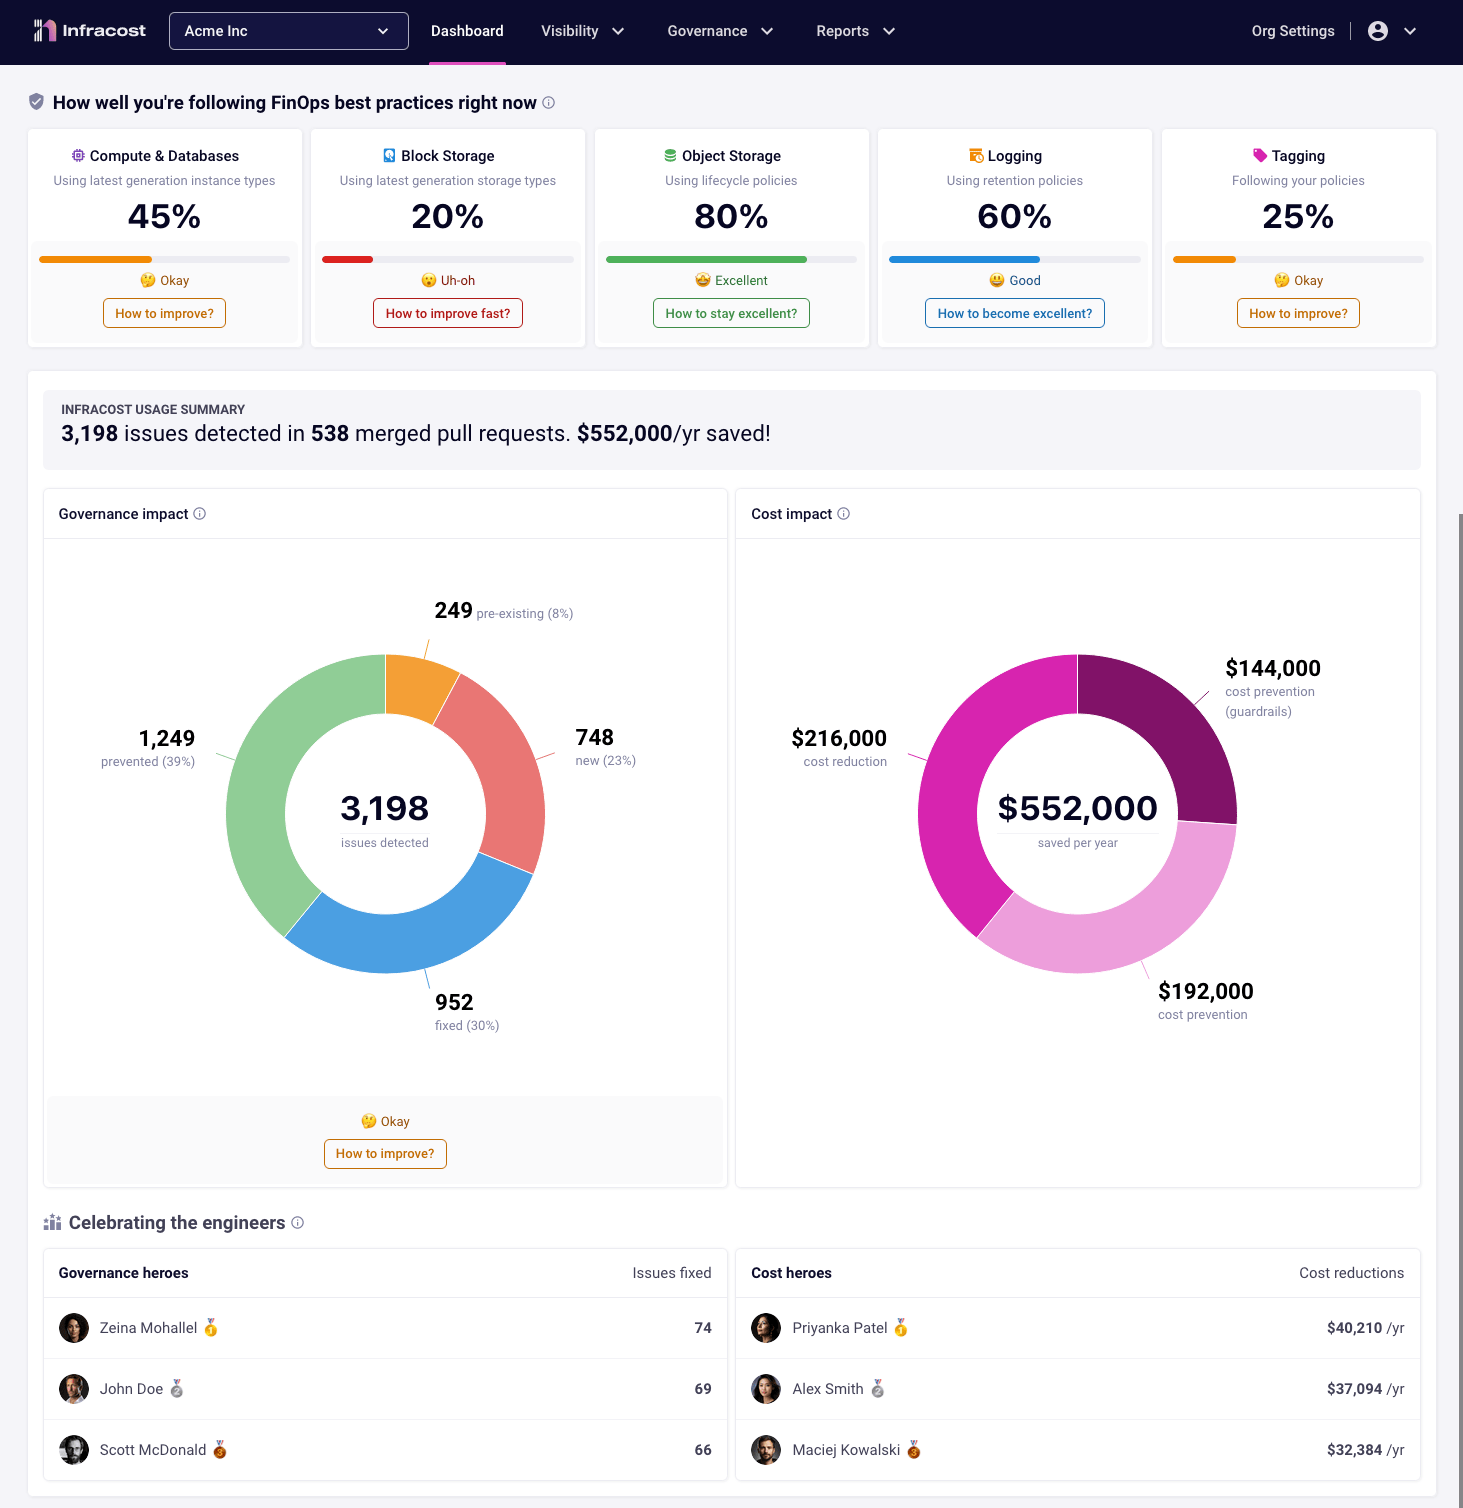 Infracost
Acme Inc
Dashboard
Visibility
Governance
Reports
Org Settings
How well you're following FinOps best practices right now
Compute & Databases
Using latest generation instance types
45%
Okay
How to improve?
Block Storage
Using latest generation storage types
20%
Uh-oh
How to improve fast?
Object Storage
Using lifecycle policies
80%
Excellent
How to stay excellent?
Logging
Using retention policies
60%
Good
How to become excellent?
Tagging
Following your policies
25%
Okay
How to improve?
INFRACOST USAGE SUMMARY
3,198 issues detected in 538 merged pull requests. $552,000/yr saved!
Governance impact
249 pre-existing (8%)
748
new (23%)
1,249
prevented (39%)
3,198
issues detected
952
fixed (30%)
Okay
How to improve?
Cost impact
$144,000
cost prevention
(guardrails)
$216,000
cost reduction
$552,000
saved per year
$192,000
cost prevention
Celebrating the engineers
Governance heroes Issues fixed
Zeina Mohallel 74
John Doe 69
Scott McDonald 66
Cost heroes Cost reductions
Priyanka Patel $40,210 /yr
Alex Smith $37,094 /yr
Maciej Kowalski $32,384 /yr